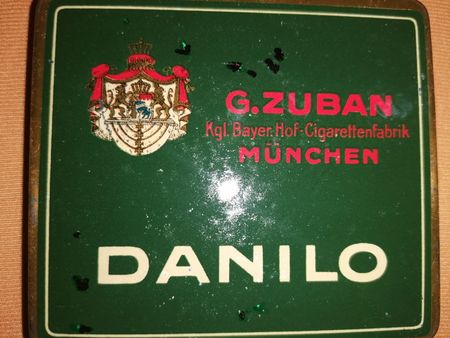 G. ZUBAN
Kgl. Bayer. Hof-Cigarettenfabrik
MÜNCHEN
DANILO